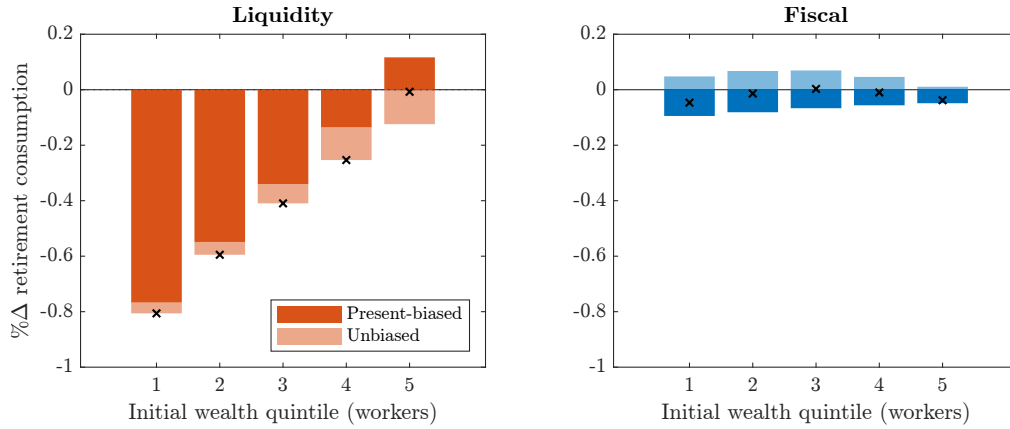 Liquidity
%Δ retirement consumption
0.2
0
-0.2
-0.4
-0.6
-0.8
-1
Present-biased
Unbiased
1 2 3 4 5
Initial wealth quintile (workers)
Fiscal
0.2
0
-0.2
-0.4
-0.6
-0.8
-1
1 2 3 4 5
Initial wealth quintile (workers)